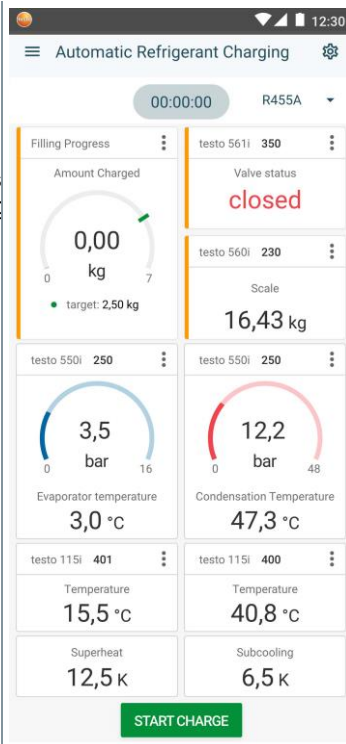 12:30
Automatic Refrigerant Charging
00:00:00 R455A
Filling Progress
Amount Charged
0,00
kg
0 7
target: 2,50 kg
testo 561i 350
Valve status
closed
testo 560i 230
Scale
16,43 kg
testo 550i 250
3,5
bar
0 16
Evaporator temperature
3,0 °C
testo 550i 250
12,2
bar
0 48
Condensation Temperature
47,3 °C
testo 115i 401
Temperature
15,5 °C
testo 115i 400
Temperature
40,8 °C
Superheat
12,5 K
Subcooling
6,5 K
START CHARGE